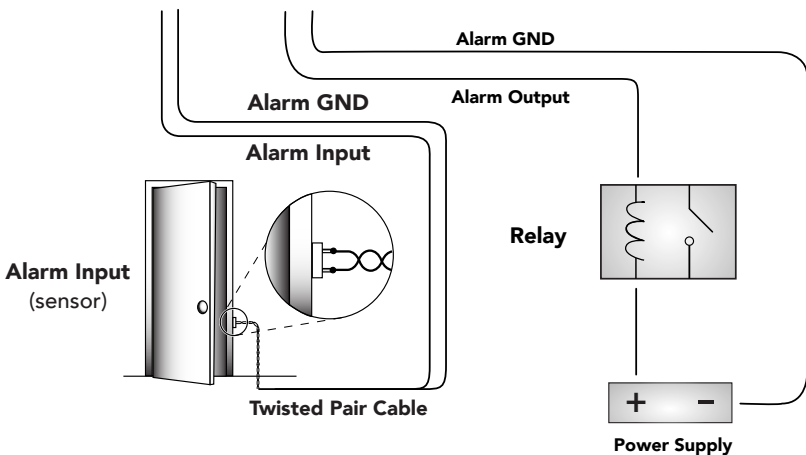 Alarm GND
Alarm Output
Alarm GND
Alarm Input
Relay
Alarm Input
(sensor)
Twisted Pair Cable
+ −
Power Supply